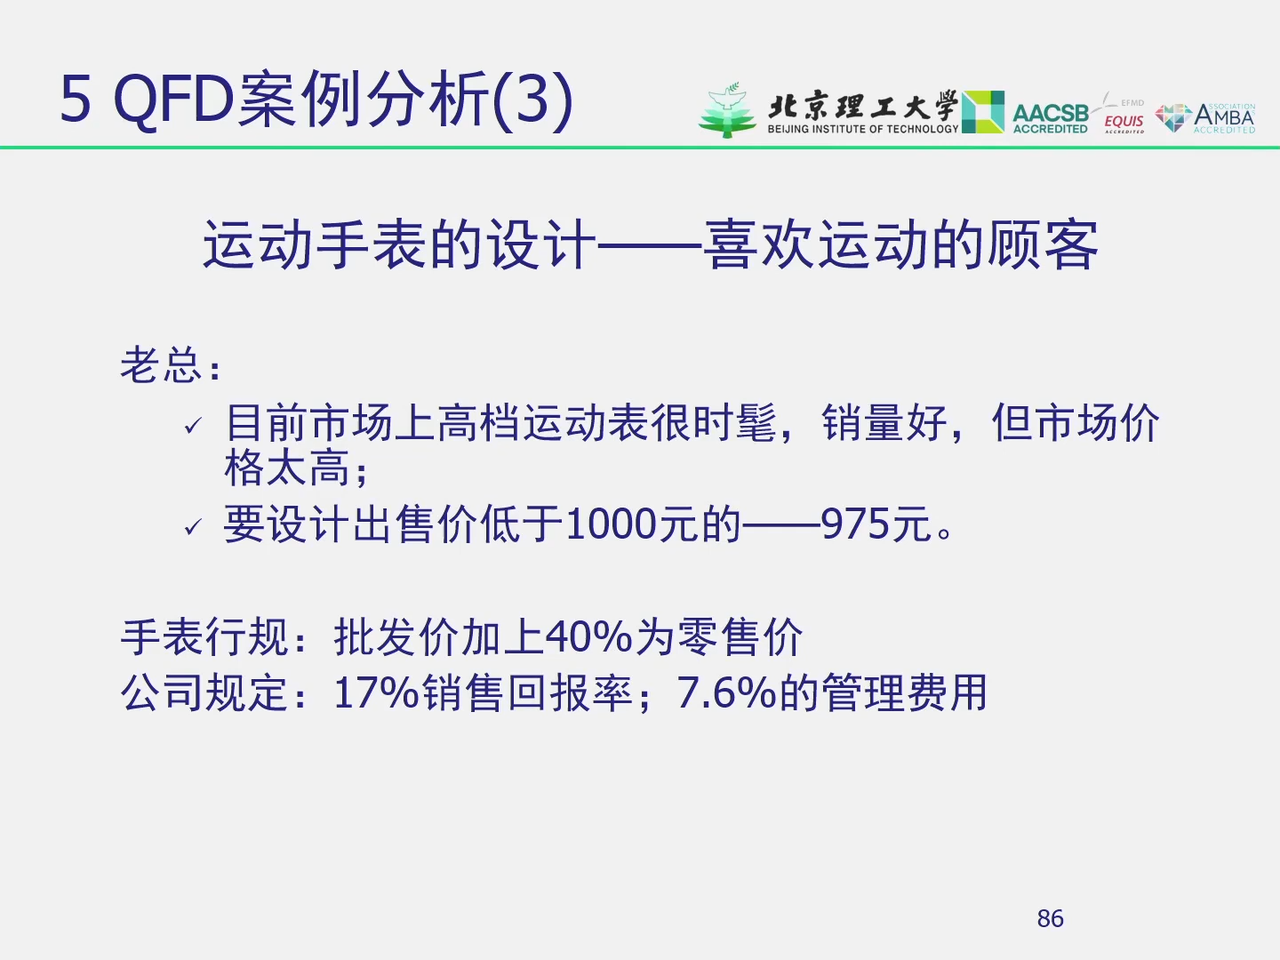 5 QFD案例分析(3)
北京理工大學
BEIJING INSTITUTE OF TECHNOLOGY
AACSB
ACCREDITED
EFMD
EQUIS
ACCREDITED
ASSOCIATION
AMBA
ACCREDITED
运动手表的设计——喜欢运动的顾客
老总：
✓ 目前市场上高档运动表很时髦，销量好，但市场价
格太高；
✓ 要设计出售价低于1000元的——975元。
手表行规：批发价加上40%为零售价
公司规定：17%销售回报率；7.6%的管理费用
86